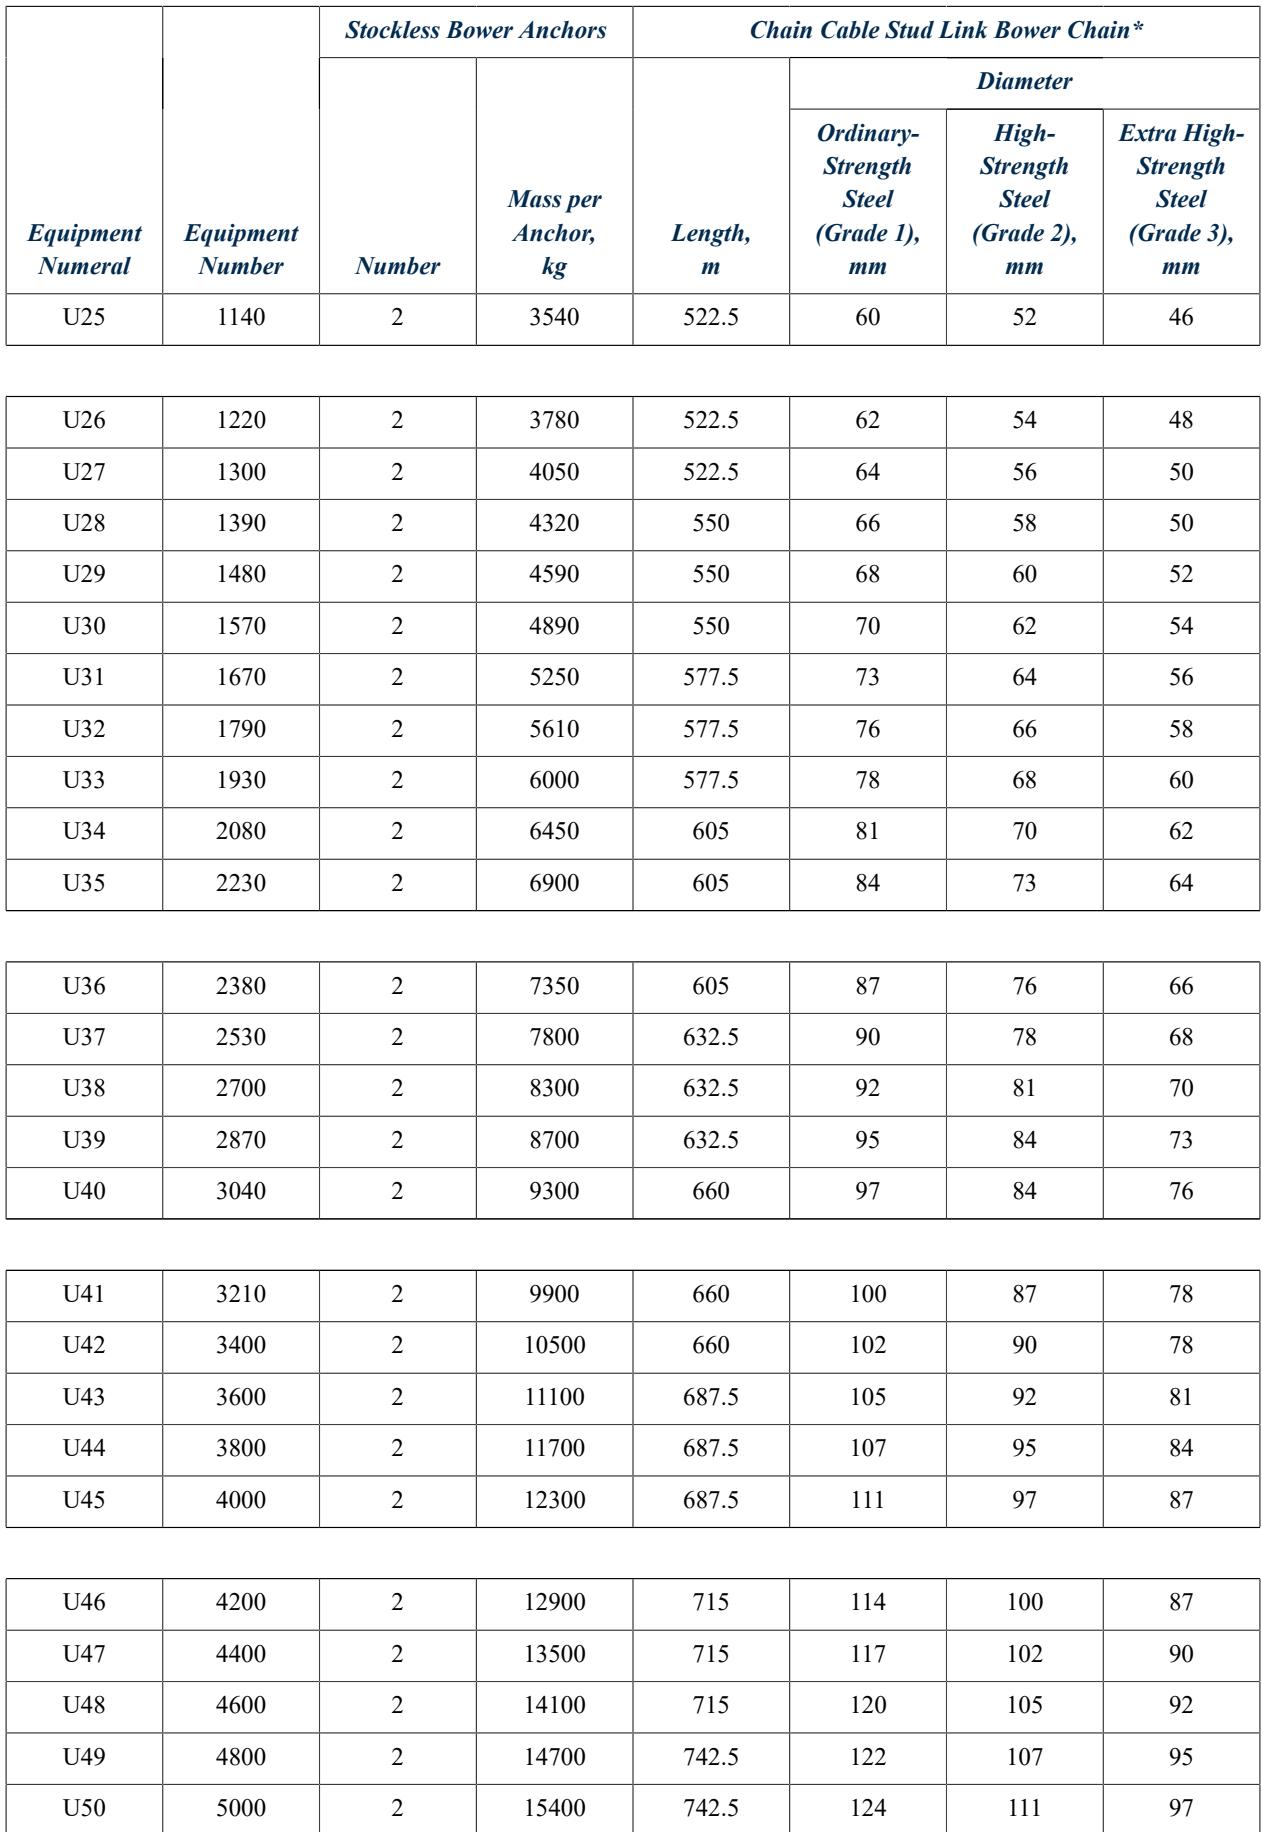 Stockless Bower Anchors Chain Cable Stud Link Bower Chain*
Diameter
Equipment Numeral Equipment Number Number Mass per Anchor, kg Length, m Ordinary-Strength Steel (Grade 1), mm High-Strength Steel (Grade 2), mm Extra High-Strength Steel (Grade 3), mm
U25 1140 2 3540 522.5 60 52 46
U26 1220 2 3780 522.5 62 54 48
U27 1300 2 4050 522.5 64 56 50
U28 1390 2 4320 550 66 58 50
U29 1480 2 4590 550 68 60 52
U30 1570 2 4890 550 70 62 54
U31 1670 2 5250 577.5 73 64 56
U32 1790 2 5610 577.5 76 66 58
U33 1930 2 6000 577.5 78 68 60
U34 2080 2 6450 605 81 70 62
U35 2230 2 6900 605 84 73 64
U36 2380 2 7350 605 87 76 66
U37 2530 2 7800 632.5 90 78 68
U38 2700 2 8300 632.5 92 81 70
U39 2870 2 8700 632.5 95 84 73
U40 3040 2 9300 660 97 84 76
U41 3210 2 9900 660 100 87 78
U42 3400 2 10500 660 102 90 78
U43 3600 2 11100 687.5 105 92 81
U44 3800 2 11700 687.5 107 95 84
U45 4000 2 12300 687.5 111 97 87
U46 4200 2 12900 715 114 100 87
U47 4400 2 13500 715 117 102 90
U48 4600 2 14100 715 120 105 92
U49 4800 2 14700 742.5 122 107 95
U50 5000 2 15400 742.5 124 111 97